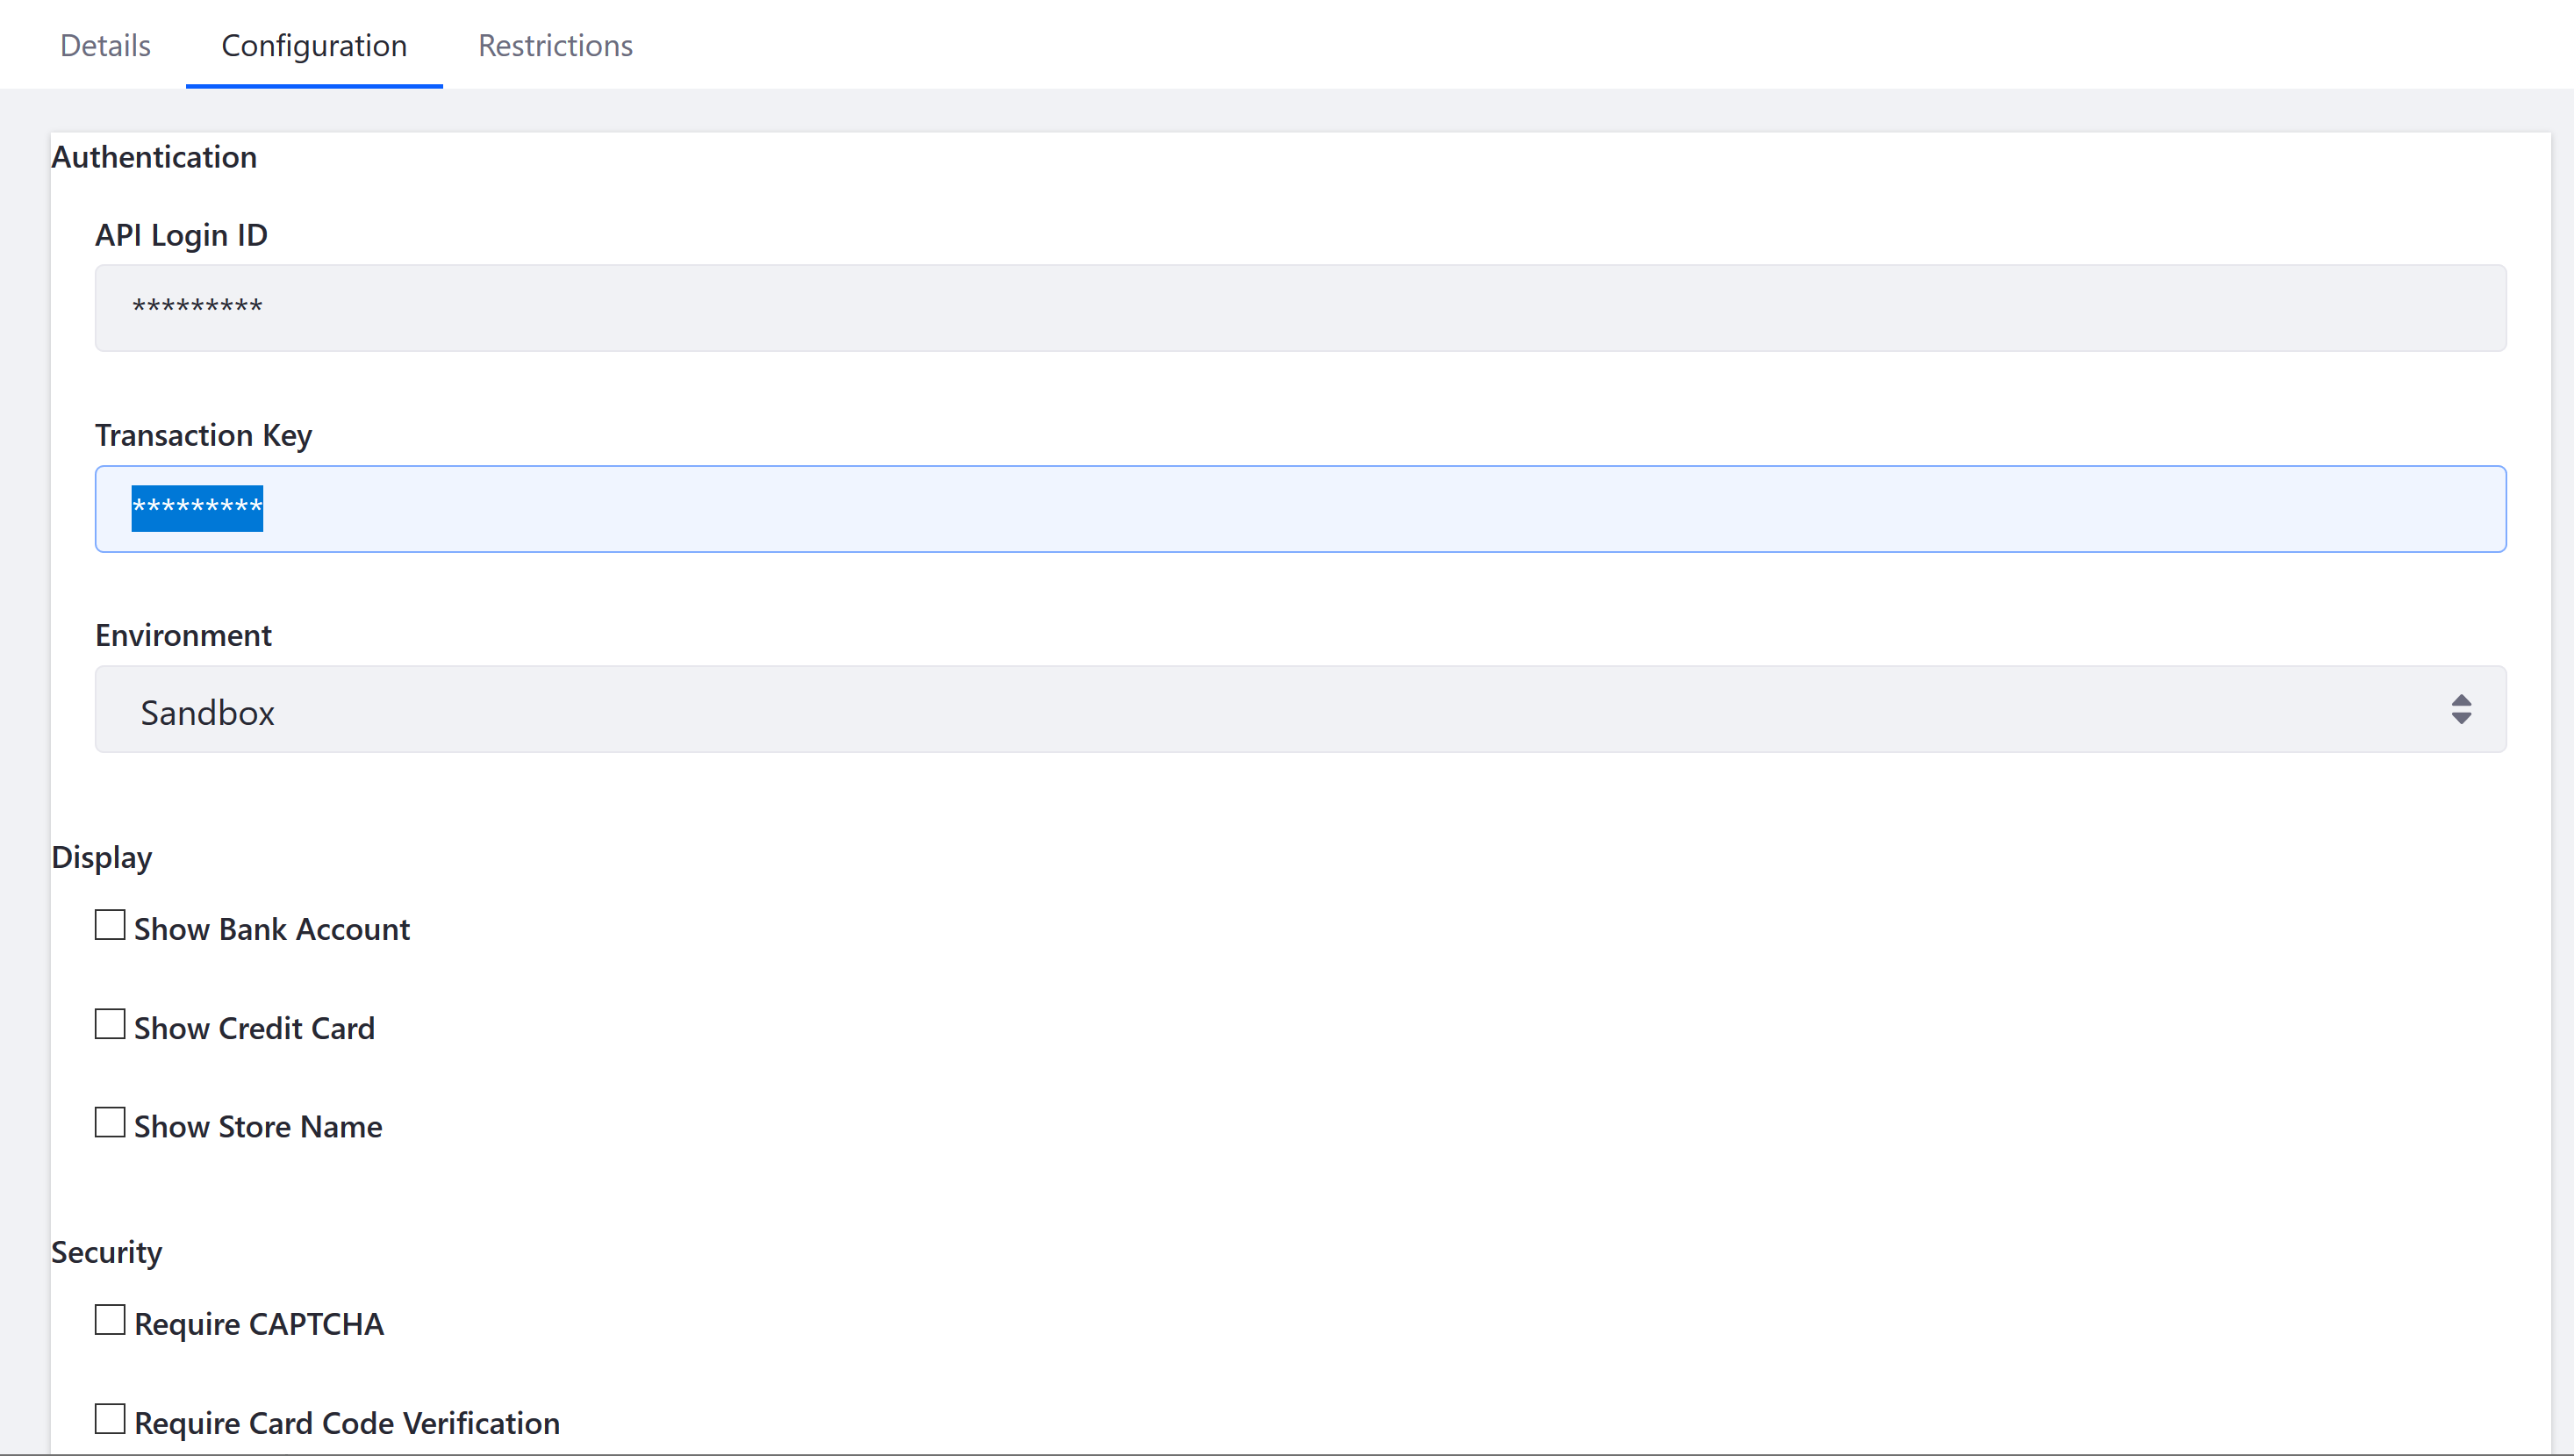 Details Configuration Restrictions
Authentication
API Login ID
*********
Transaction Key
*********
Environment
Sandbox
Display
Show Bank Account
Show Credit Card
Show Store Name
Security
Require CAPTCHA
Require Card Code Verification